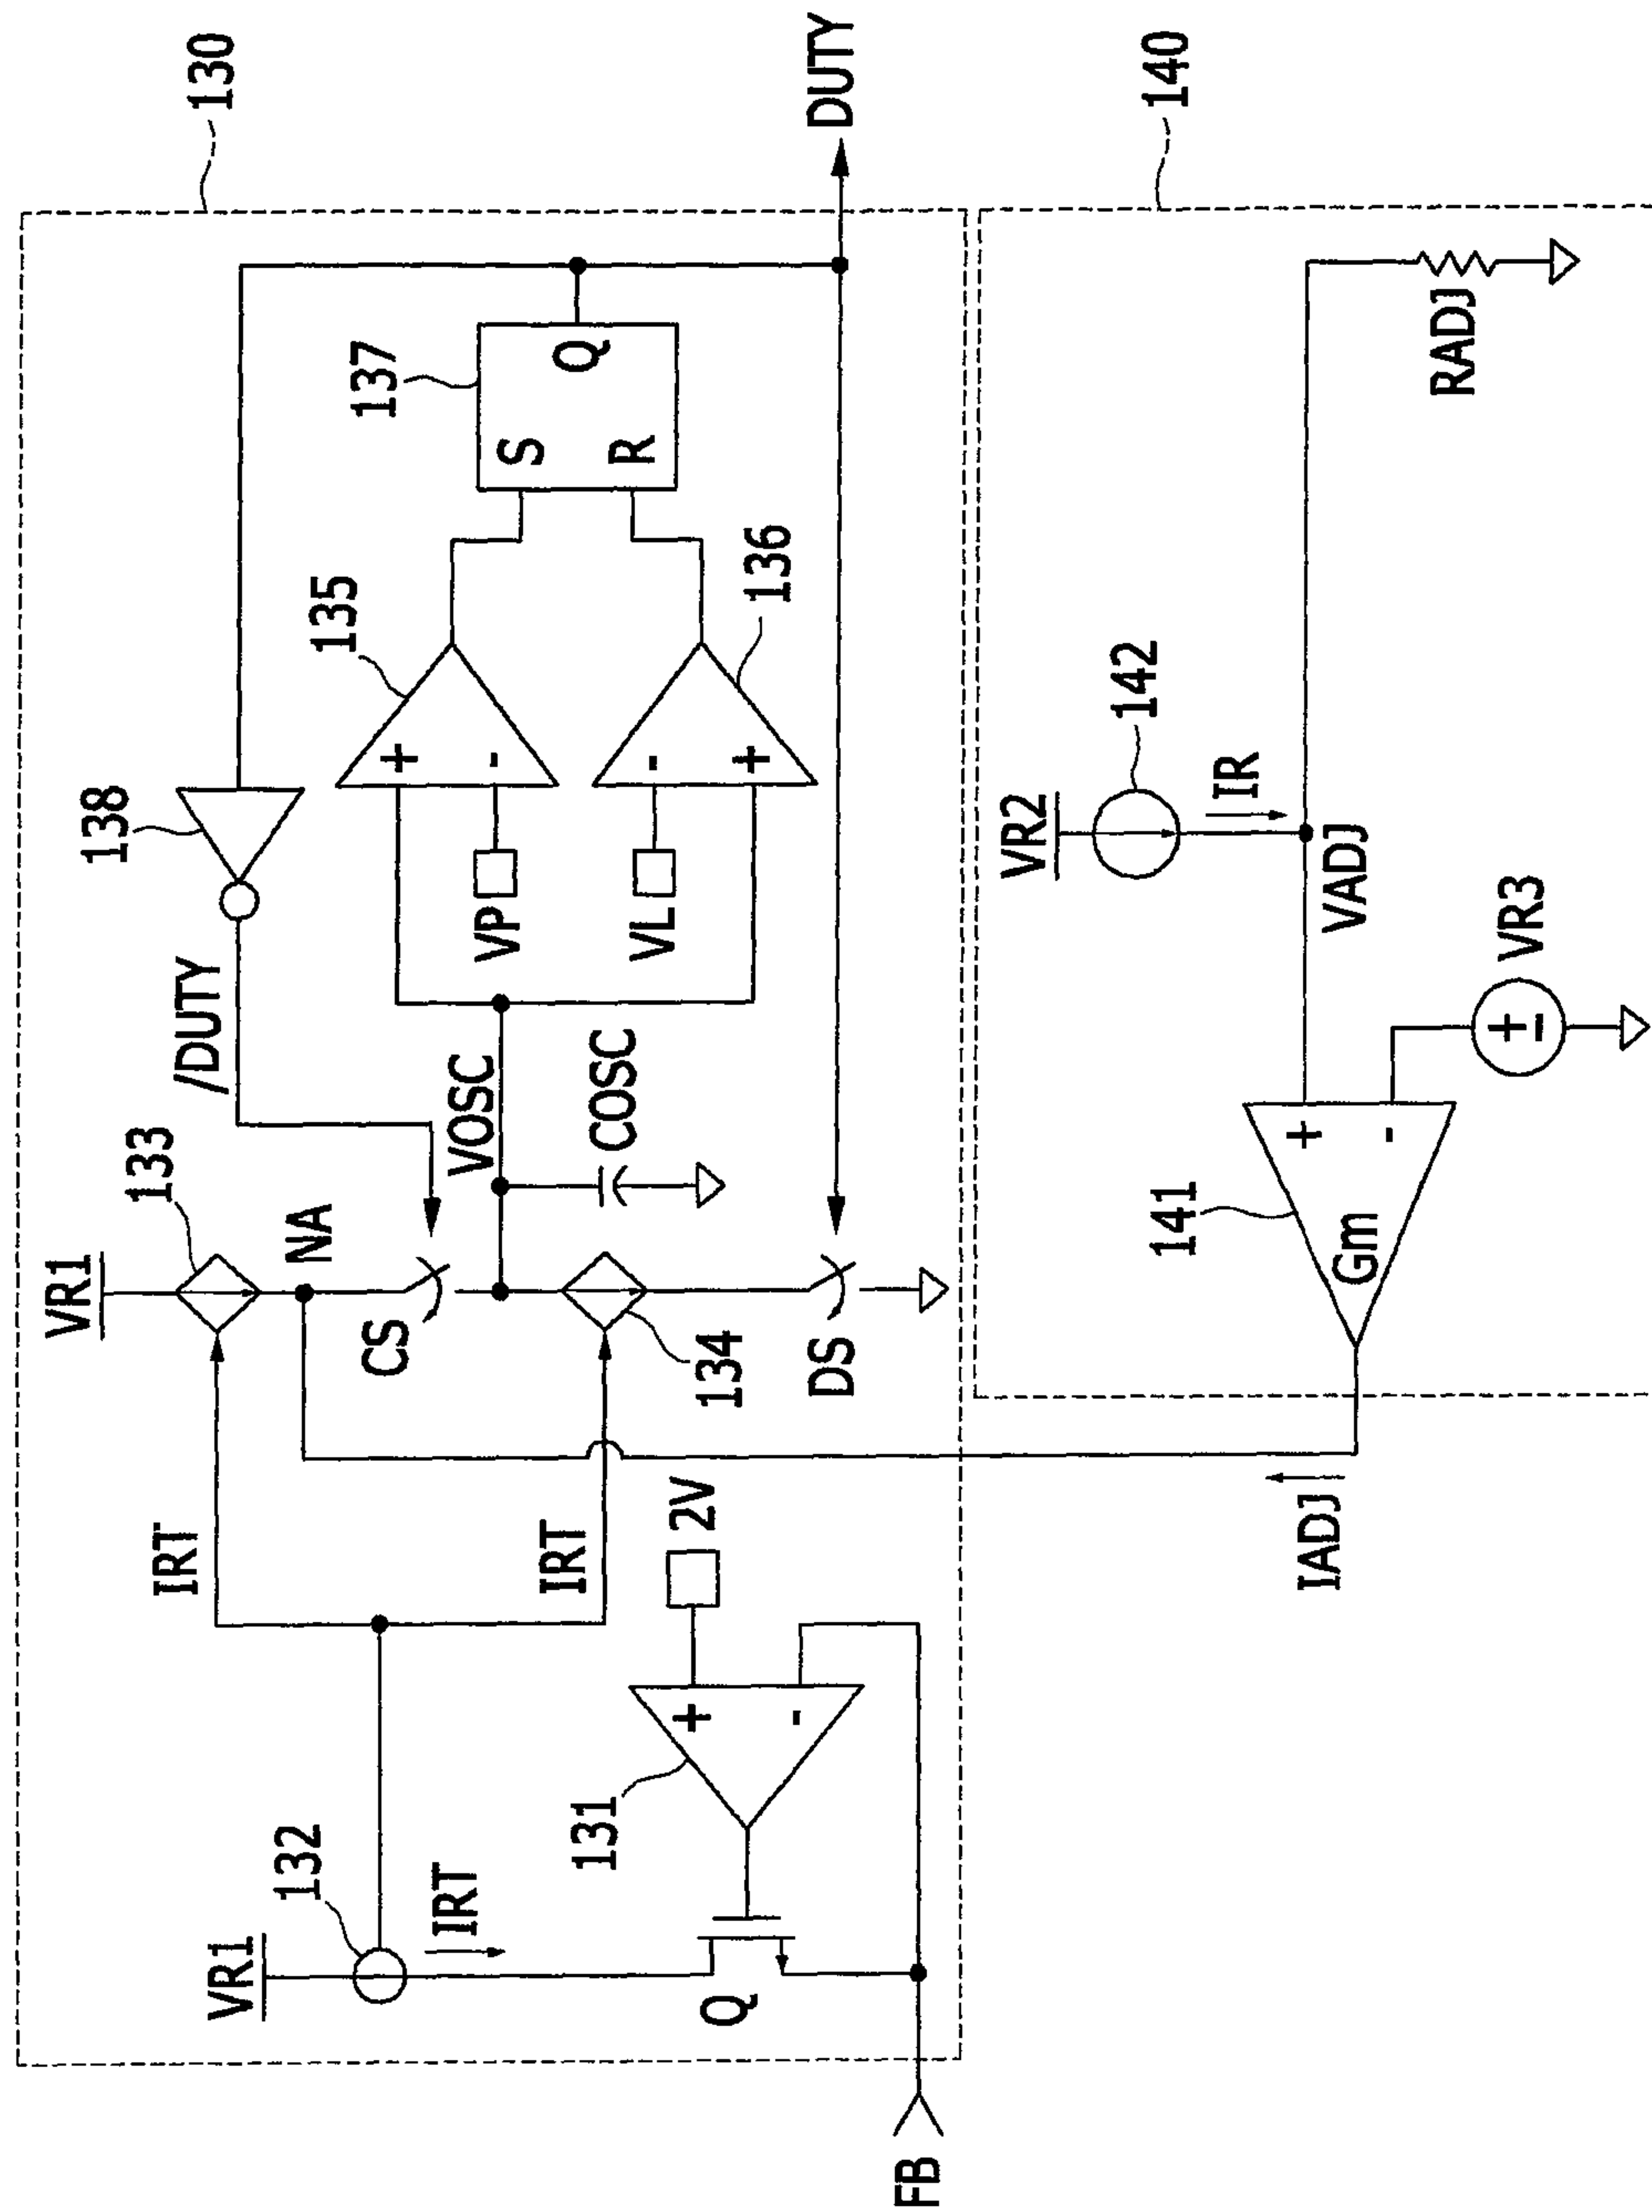 130
VR1
133
138
/DUTY
NA
IRT
132
VR1
IRT
CS
VOSC
COSC
135
+
-
VP
VL
-
+
136
137
S
Q
R
IRT
134
2V
131
+
-
Q
DS
DUTY
FB
140
VR2
142
IR
VADJ
RADJ
VR3
+
-
141
Gm
+
-
IADJ